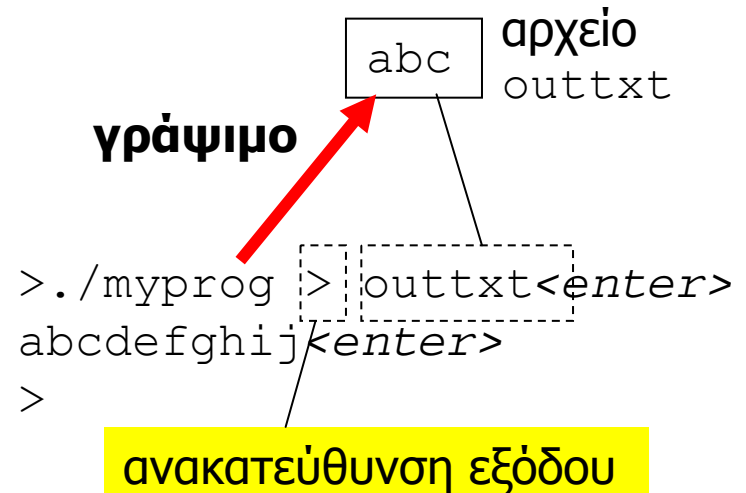 abc
αρχείο
outtxt
γράψιμο
>./myprog > outtxt<enter>
abcdefghij<enter>
>
ανακατεύθυνση εξόδου